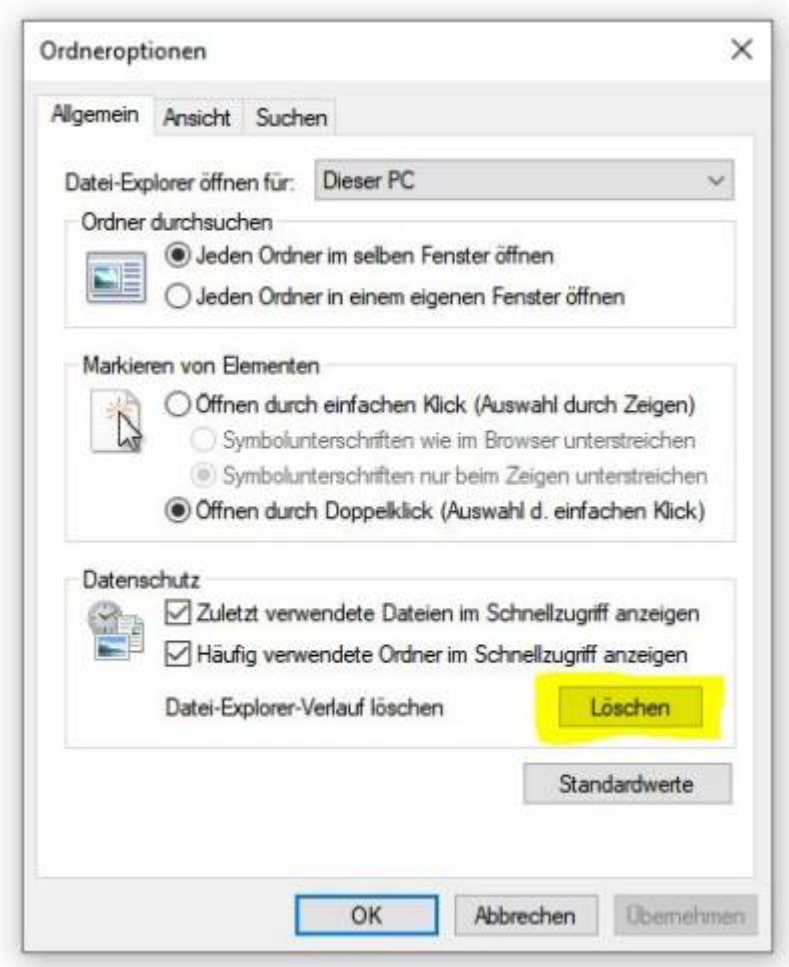 Ordneroptionen
Allgemein Ansicht Suchen
Datei-Explorer öffnen für: Dieser PC
Ordner durchsuchen
Jeden Ordner im selben Fenster öffnen
Jeden Ordner in einem eigenen Fenster öffnen
Markieren von Elementen
Öffnen durch einfachen Klick (Auswahl durch Zeigen)
Symbolunterschriften wie im Browser unterstreichen
Symbolunterschriften nur beim Zeigen unterstreichen
Öffnen durch Doppelklick (Auswahl d. einfachen Klick)
Datenschutz
Zuletzt verwendete Dateien im Schnellzugriff anzeigen
Häufig verwendete Ordner im Schnellzugriff anzeigen
Datei-Explorer-Verlauf löschen Löschen
Standardwerte
OK Abbrechen Übernehmen